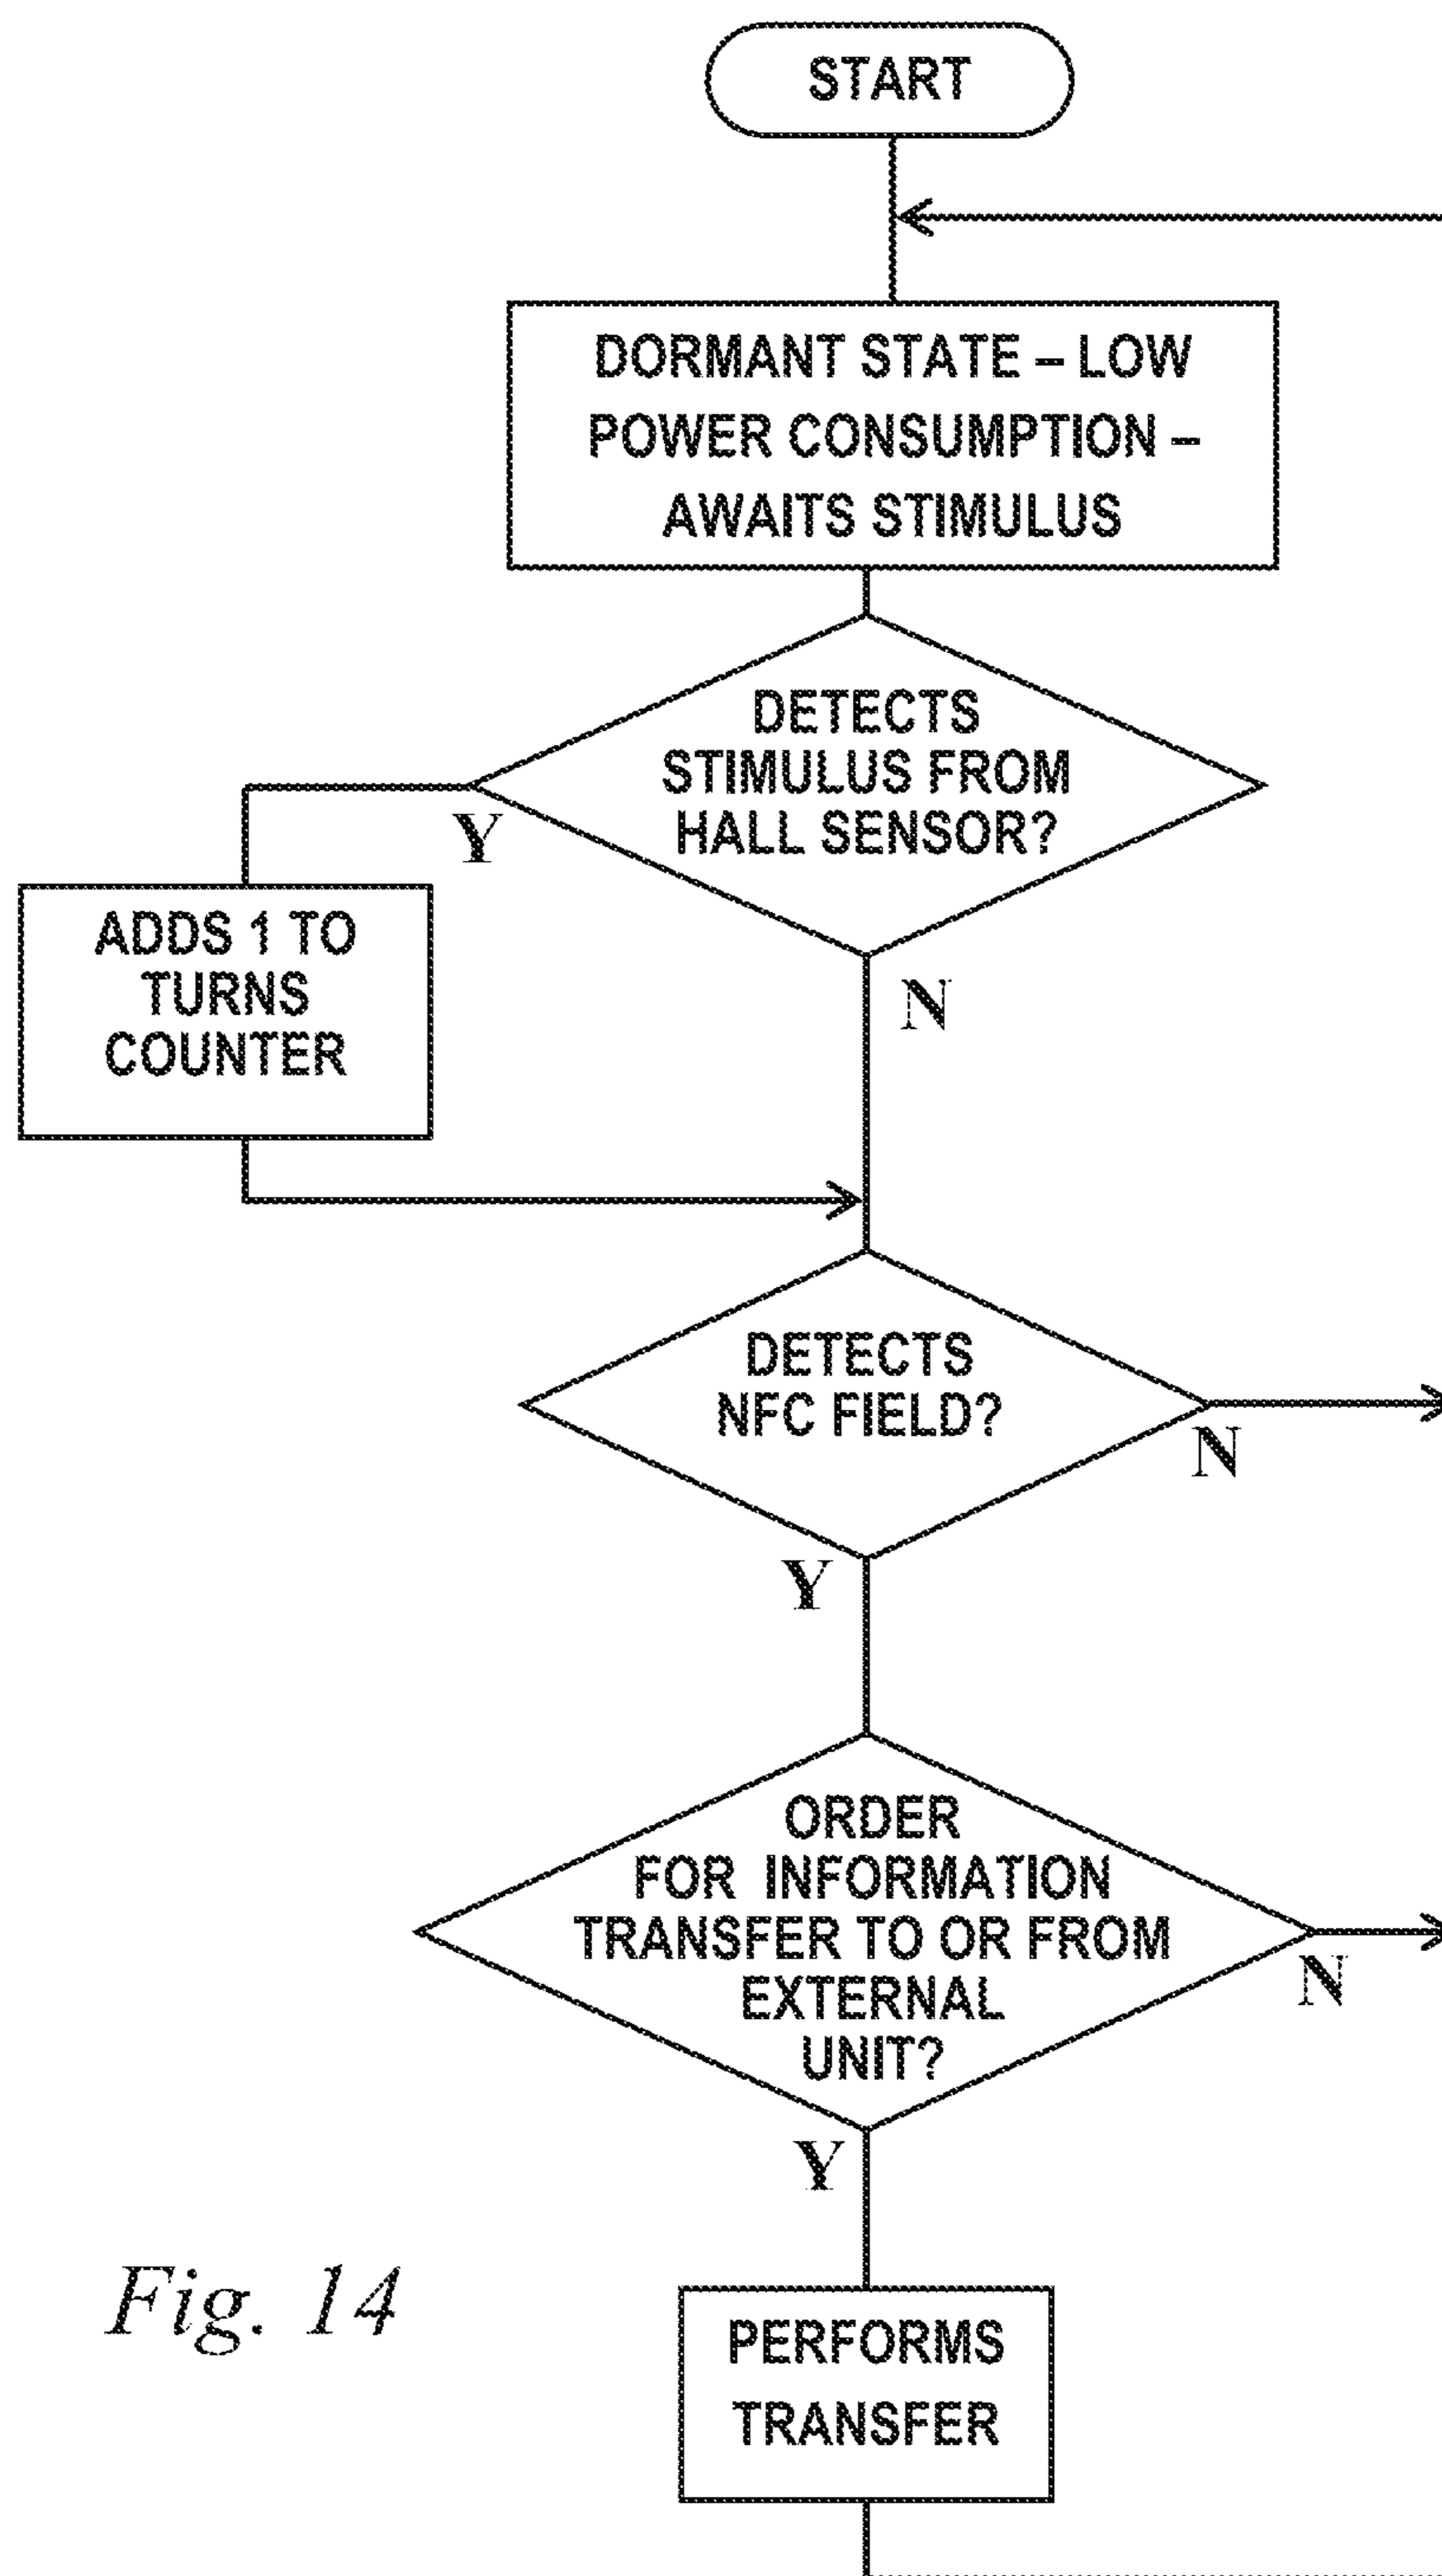 START
DORMANT STATE – LOW
POWER CONSUMPTION –
AWAITS STIMULUS
DETECTS
STIMULUS FROM
HALL SENSOR?
Y
N
ADDS 1 TO
TURNS
COUNTER
DETECTS
NFC FIELD?
N
Y
ORDER
FOR INFORMATION
TRANSFER TO OR FROM
EXTERNAL
UNIT?
N
Y
PERFORMS
TRANSFER
Fig. 14